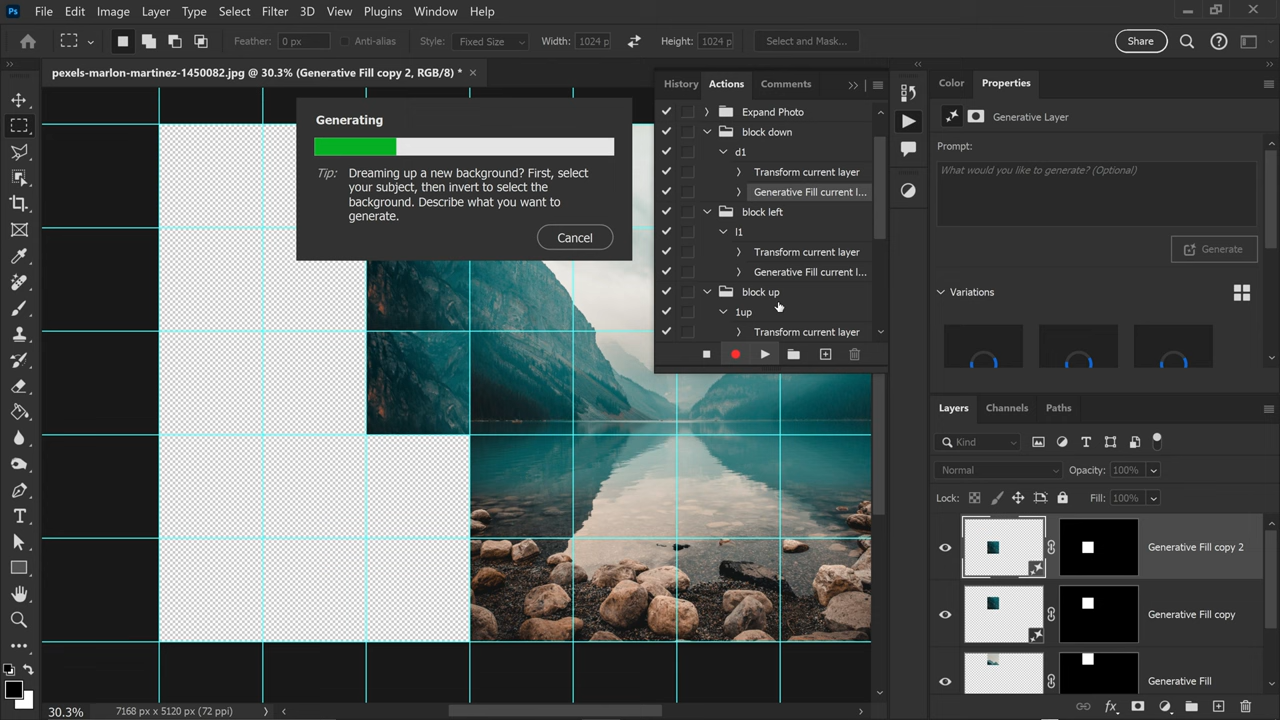 Ps File Edit Image Layer Type Select Filter 3D View Plugins Window Help
Feather: 0 px Anti-alias Style: Fixed Size Width: 1024 p Height: 1024 p Select and Mask... Share
pexels-marlon-martinez-1450082.jpg @ 30.3% (Generative Fill copy 2, RGB/8) *
Generating
Tip: Dreaming up a new background? First, select
your subject, then invert to select the
background. Describe what you want to
generate.
Cancel
History Actions Comments
Expand Photo
block down
d1
Transform current layer
Generative Fill current l...
block left
l1
Transform current layer
Generative Fill current l...
block up
1up
Transform current layer
Color Properties
Generative Layer
Prompt:
What would you like to generate? (Optional)
Generate
Variations
Layers Channels Paths
Kind
Normal Opacity: 100%
Lock: Fill: 100%
Generative Fill copy 2
Generative Fill copy
Generative Fill
30.3% 7168 px x 5120 px (72 ppi)